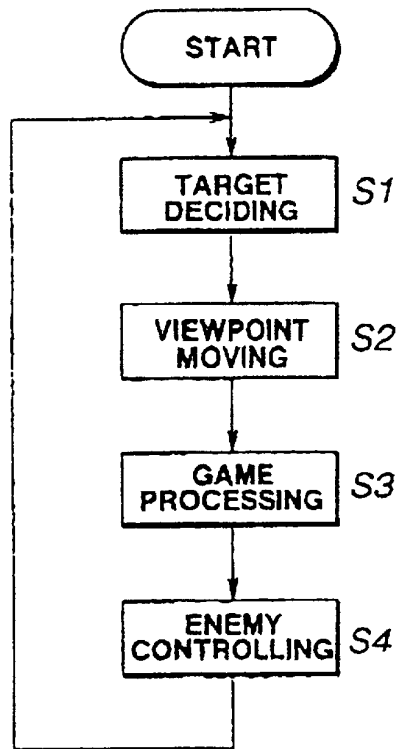 START
TARGET
DECIDING
S1
VIEWPOINT
MOVING
S2
GAME
PROCESSING
S3
ENEMY
CONTROLLING
S4